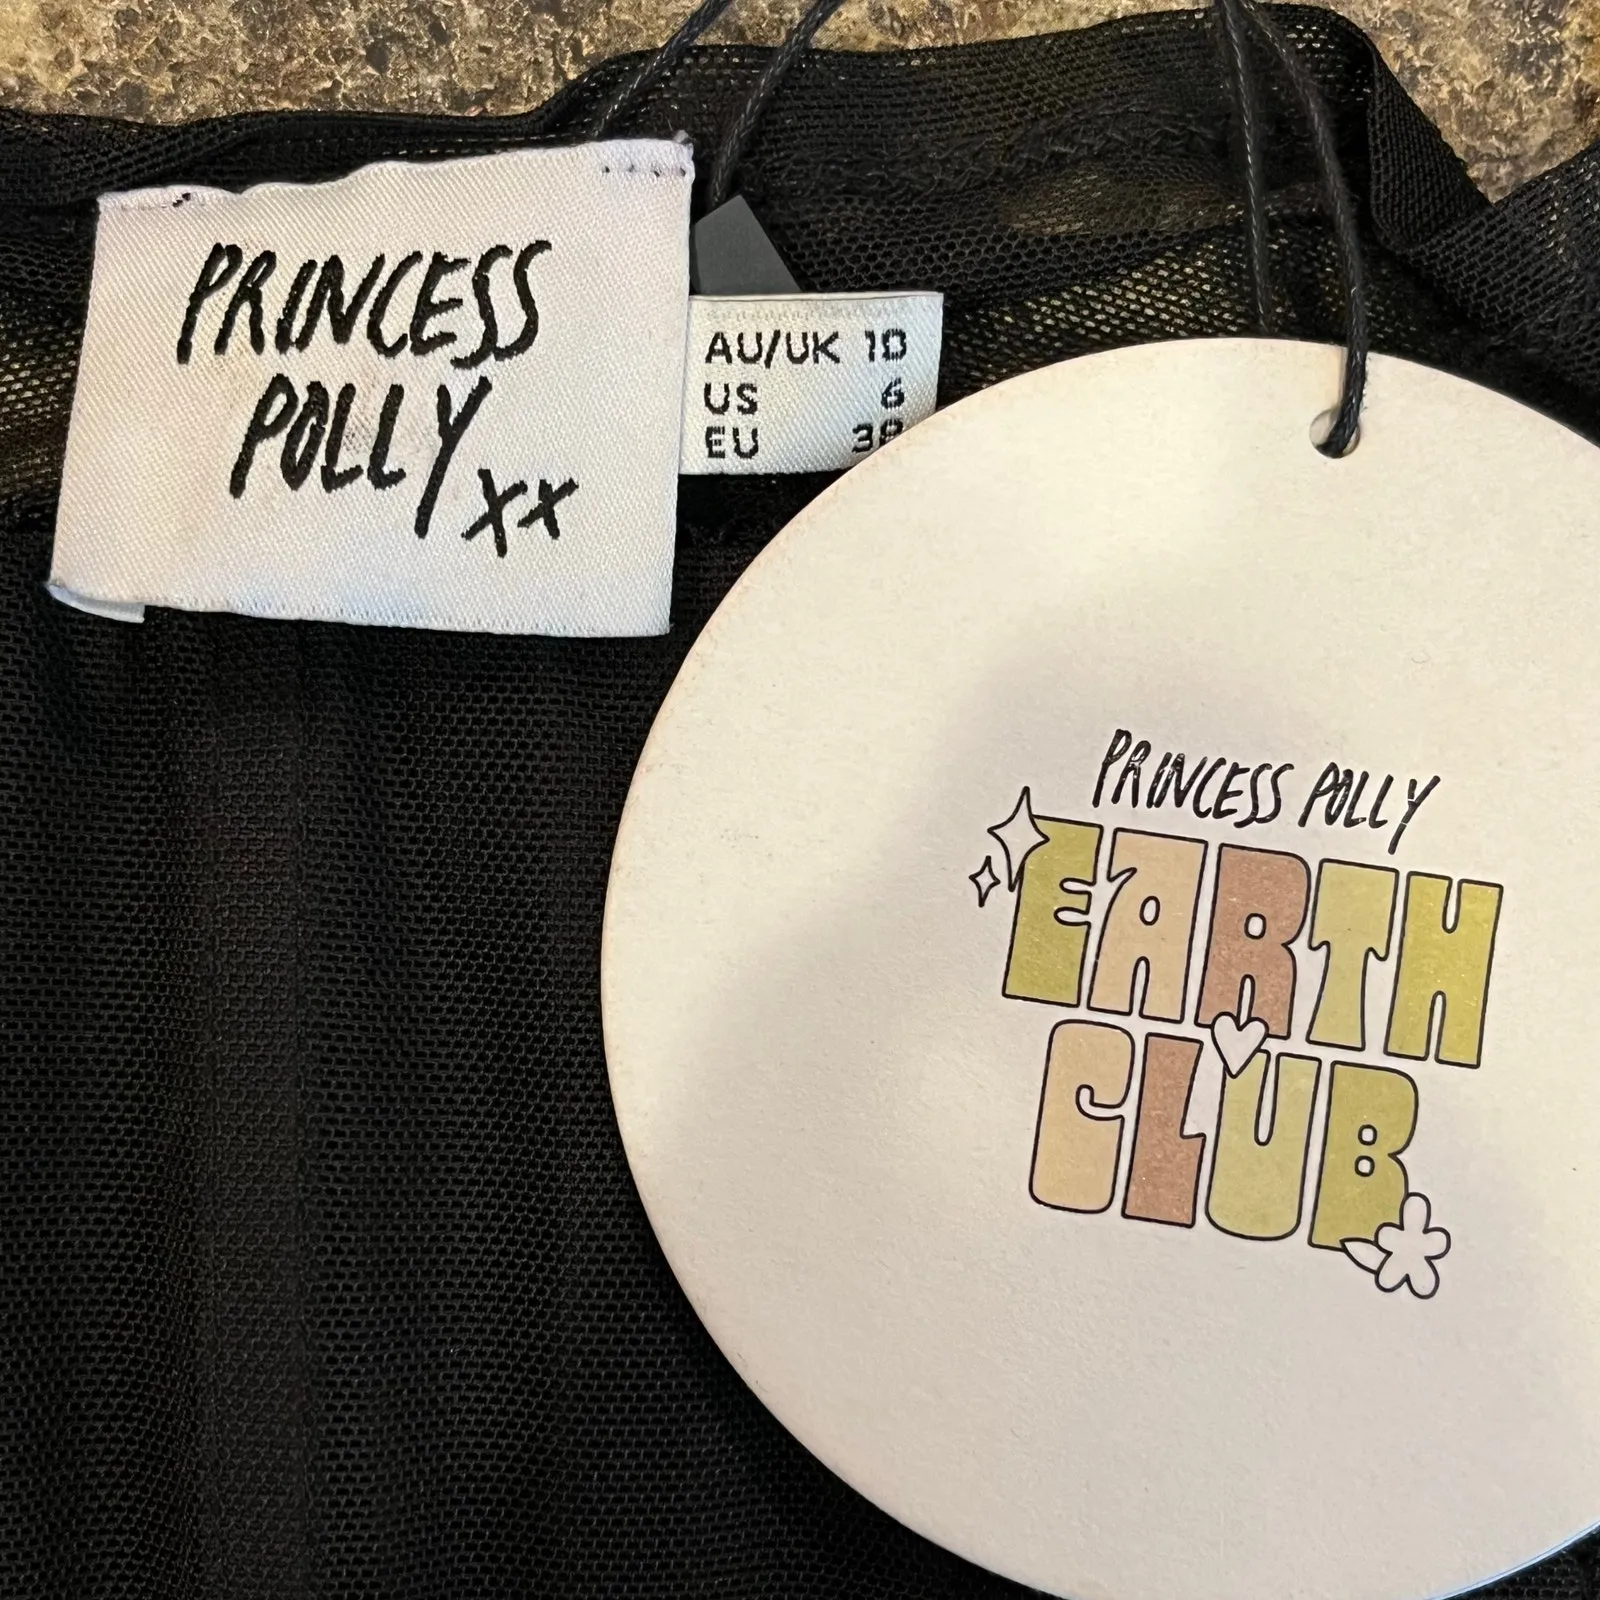 PRINCESS
POLLY
xx
AU/UK 10
US 6
EU 38
PRINCESS POLLY
EARTH
CLUB